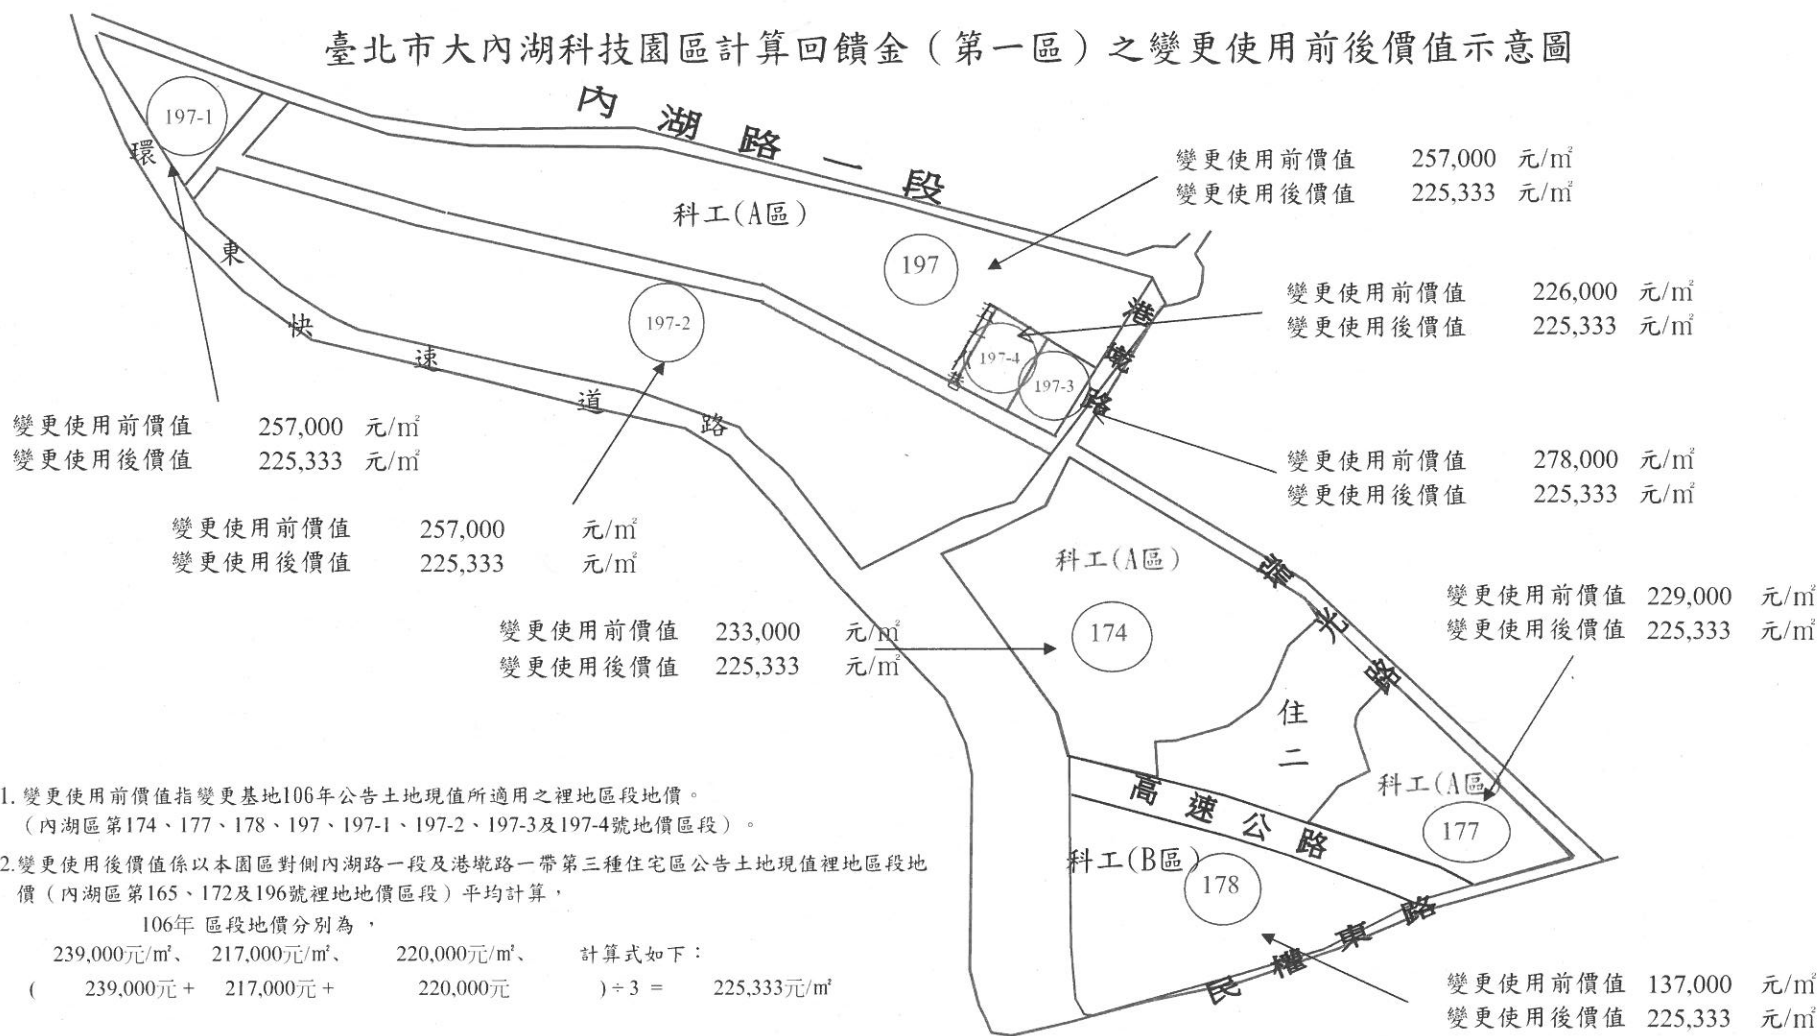 臺北市大內湖科技園區計算回饋金（第一區）之變更使用前後價值示意圖
197-1
內湖路一段
環東快速道路
科工(A區)
197
197-2
197-4
197-3
港墘路
變更使用前價值 257,000 元/㎡
變更使用後價值 225,333 元/㎡
變更使用前價值 226,000 元/㎡
變更使用後價值 225,333 元/㎡
變更使用前價值 278,000 元/㎡
變更使用後價值 225,333 元/㎡
變更使用前價值 257,000 元/㎡
變更使用後價值 225,333 元/㎡
變更使用前價值 257,000 元/㎡
變更使用後價值 225,333 元/㎡
變更使用前價值 233,000 元/㎡
變更使用後價值 225,333 元/㎡
科工(A區)
174
瑞光路
變更使用前價值 229,000 元/㎡
變更使用後價值 225,333 元/㎡
住二
科工(A區)
177
高速公路
科工(B區)
178
民權東路
變更使用前價值 137,000 元/㎡
變更使用後價值 225,333 元/㎡
1.變更使用前價值指變更基地106年公告土地現值所適用之裡地區段地價。
（內湖區第174、177、178、197、197-1、197-2、197-3及197-4號地價區段）。
2.變更使用後價值係以本園區對側內湖路一段及港墘路一帶第三種住宅區公告土地現值裡地區段地
價（內湖區第165、172及196號裡地地價區段）平均計算，
106年 區段地價分別為，
239,000元/㎡、 217,000元/㎡、 220,000元/㎡、 計算式如下：
( 239,000元 + 217,000元 + 220,000元 ) ÷ 3 = 225,333元/㎡